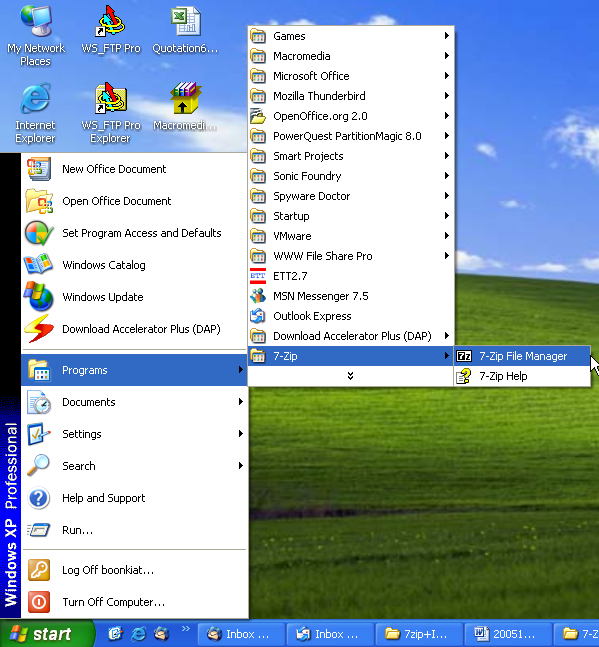 My Network Places
WS_FTP Pro
Quotation6...
Internet Explorer
WS_FTP Pro Explorer
Macromedi...
New Office Document
Open Office Document
Set Program Access and Defaults
Windows Catalog
Windows Update
Download Accelerator Plus (DAP)
Programs
Documents
Settings
Search
Help and Support
Run...
Log Off boonkiat...
Turn Off Computer...
Windows XP Professional
Games
Macromedia
Microsoft Office
Mozilla Thunderbird
OpenOffice.org 2.0
PowerQuest PartitionMagic 8.0
Smart Projects
Sonic Foundry
Spyware Doctor
Startup
VMware
WWW File Share Pro
ETT ETT2.7
MSN Messenger 7.5
Outlook Express
Download Accelerator Plus (DAP)
7-Zip
7z 7-Zip File Manager
7-Zip Help
start
Inbox ...
Inbox ...
7zip+I...
20051...
7-Z